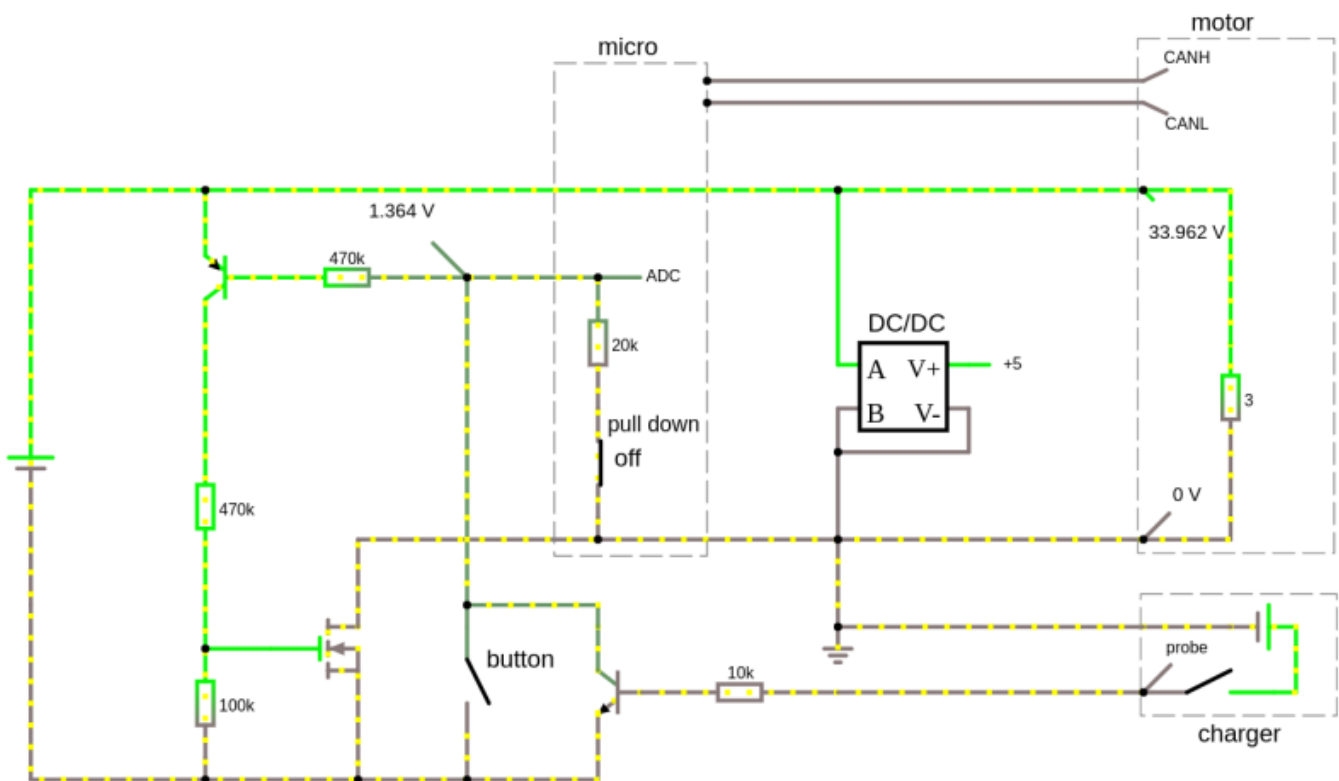 motor
micro
CANH
CANL
1.364 V
33.962 V
470k
ADC
DC/DC
20k
A
V+
+5
B
V-
3
pull down
off
0 V
470k
button
probe
10k
100k
charger